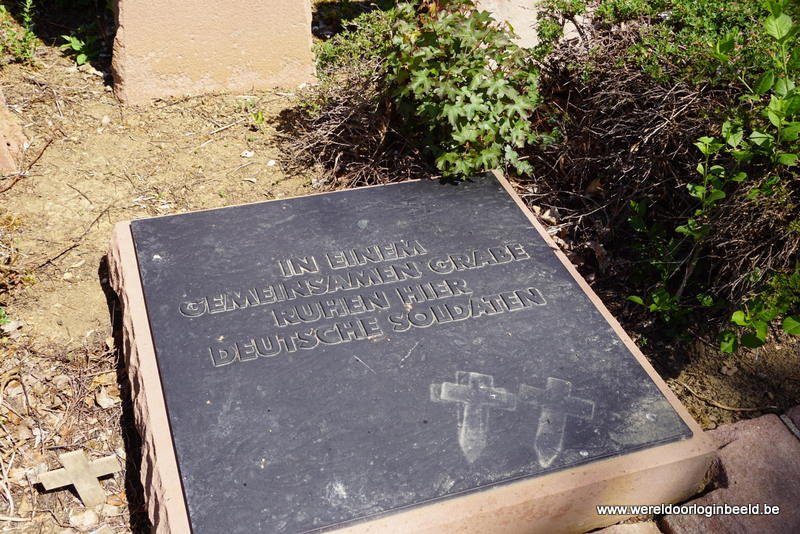 IN EINEM
GEMEINSAMEN GRABE
RUHEN HIER
DEUTSCHE SOLDATEN
www.wereldoorloginbeeld.be